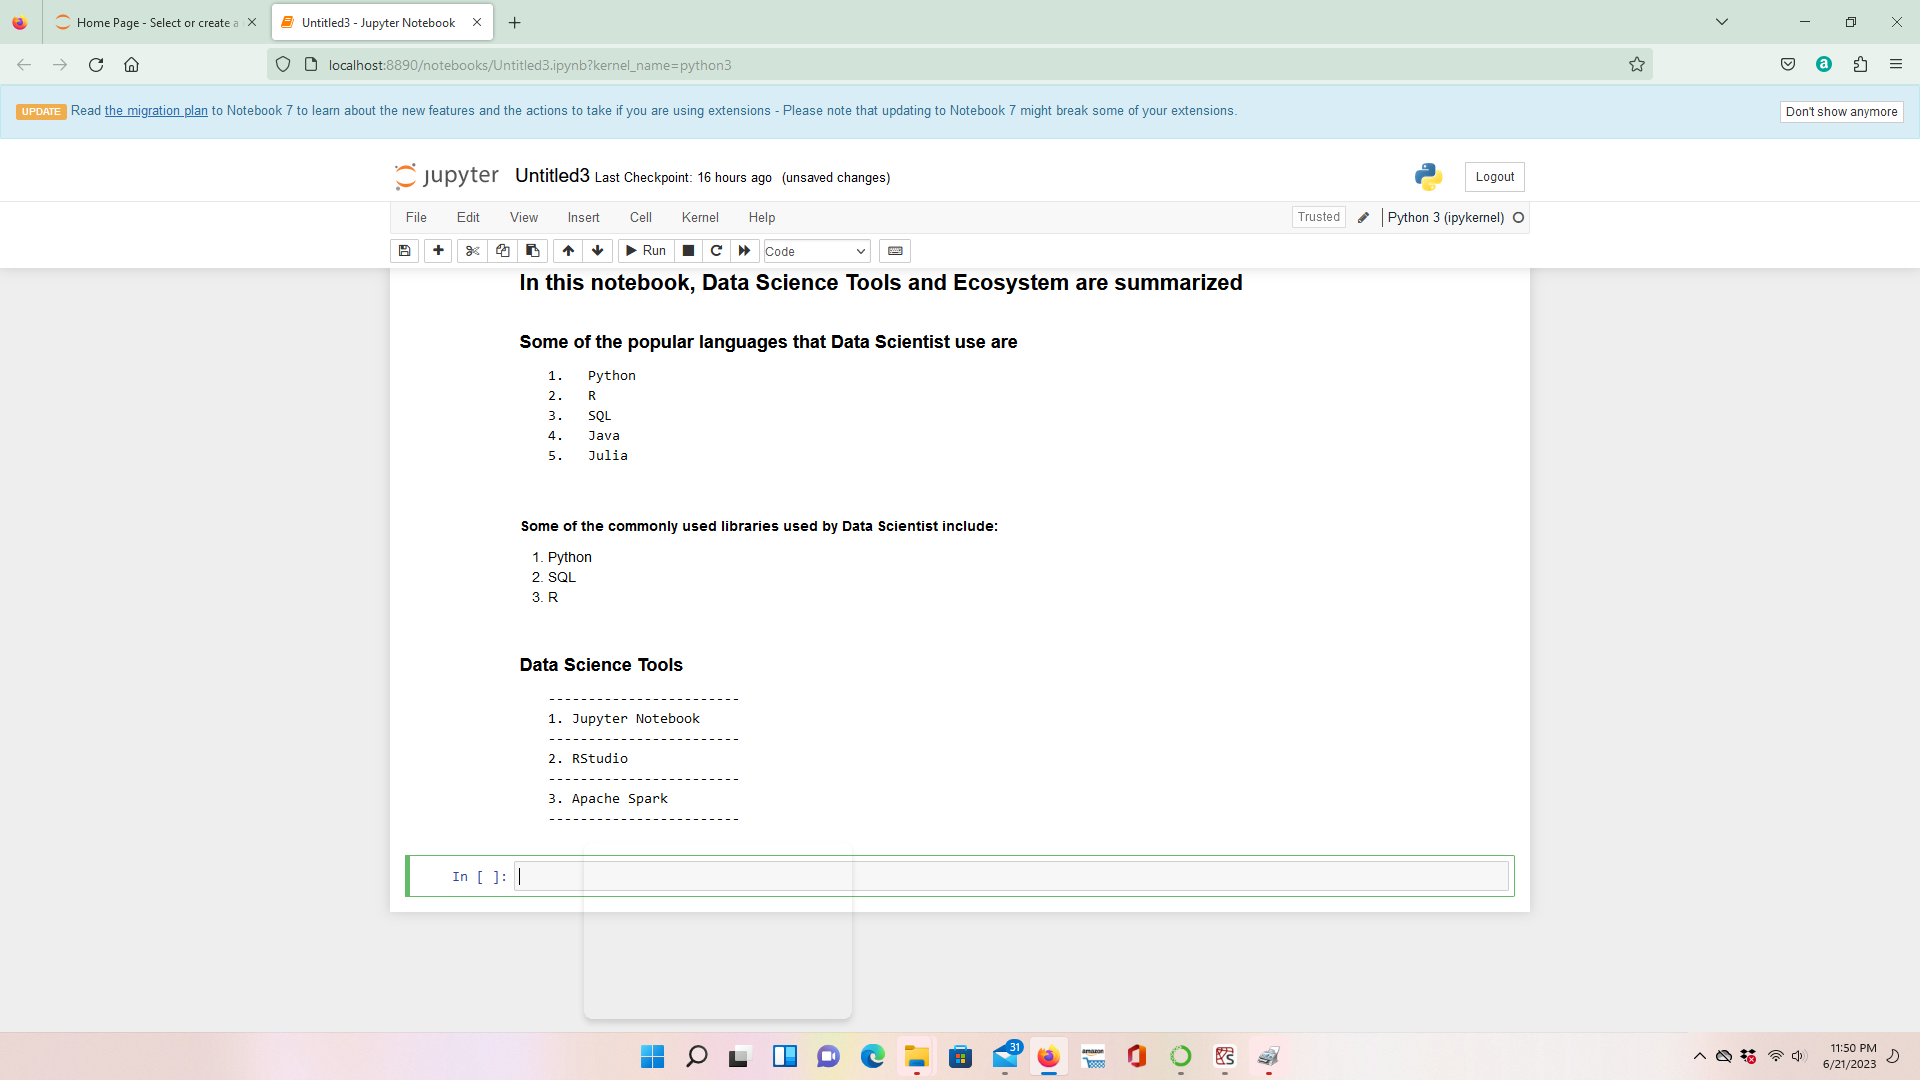 Home Page - Select or create a
Untitled3 - Jupyter Notebook
localhost:8890/notebooks/Untitled3.ipynb?kernel_name=python3
a
UPDATE Read the migration plan to Notebook 7 to learn about the new features and the actions to take if you are using extensions - Please note that updating to Notebook 7 might break some of your extensions.
Don't show anymore
jupyter Untitled3 Last Checkpoint: 16 hours ago (unsaved changes)
Logout
File Edit View Insert Cell Kernel Help
Trusted Python 3 (ipykernel)
Run Code
In this notebook, Data Science Tools and Ecosystem are summarized
Some of the popular languages that Data Scientist use are
1. Python
2. R
3. SQL
4. Java
5. Julia
Some of the commonly used libraries used by Data Scientist include:
1. Python
2. SQL
3. R
Data Science Tools
------------------------
1. Jupyter Notebook
------------------------
2. RStudio
------------------------
3. Apache Spark
------------------------
In [ ]:
31
amazon
11:50 PM
6/21/2023